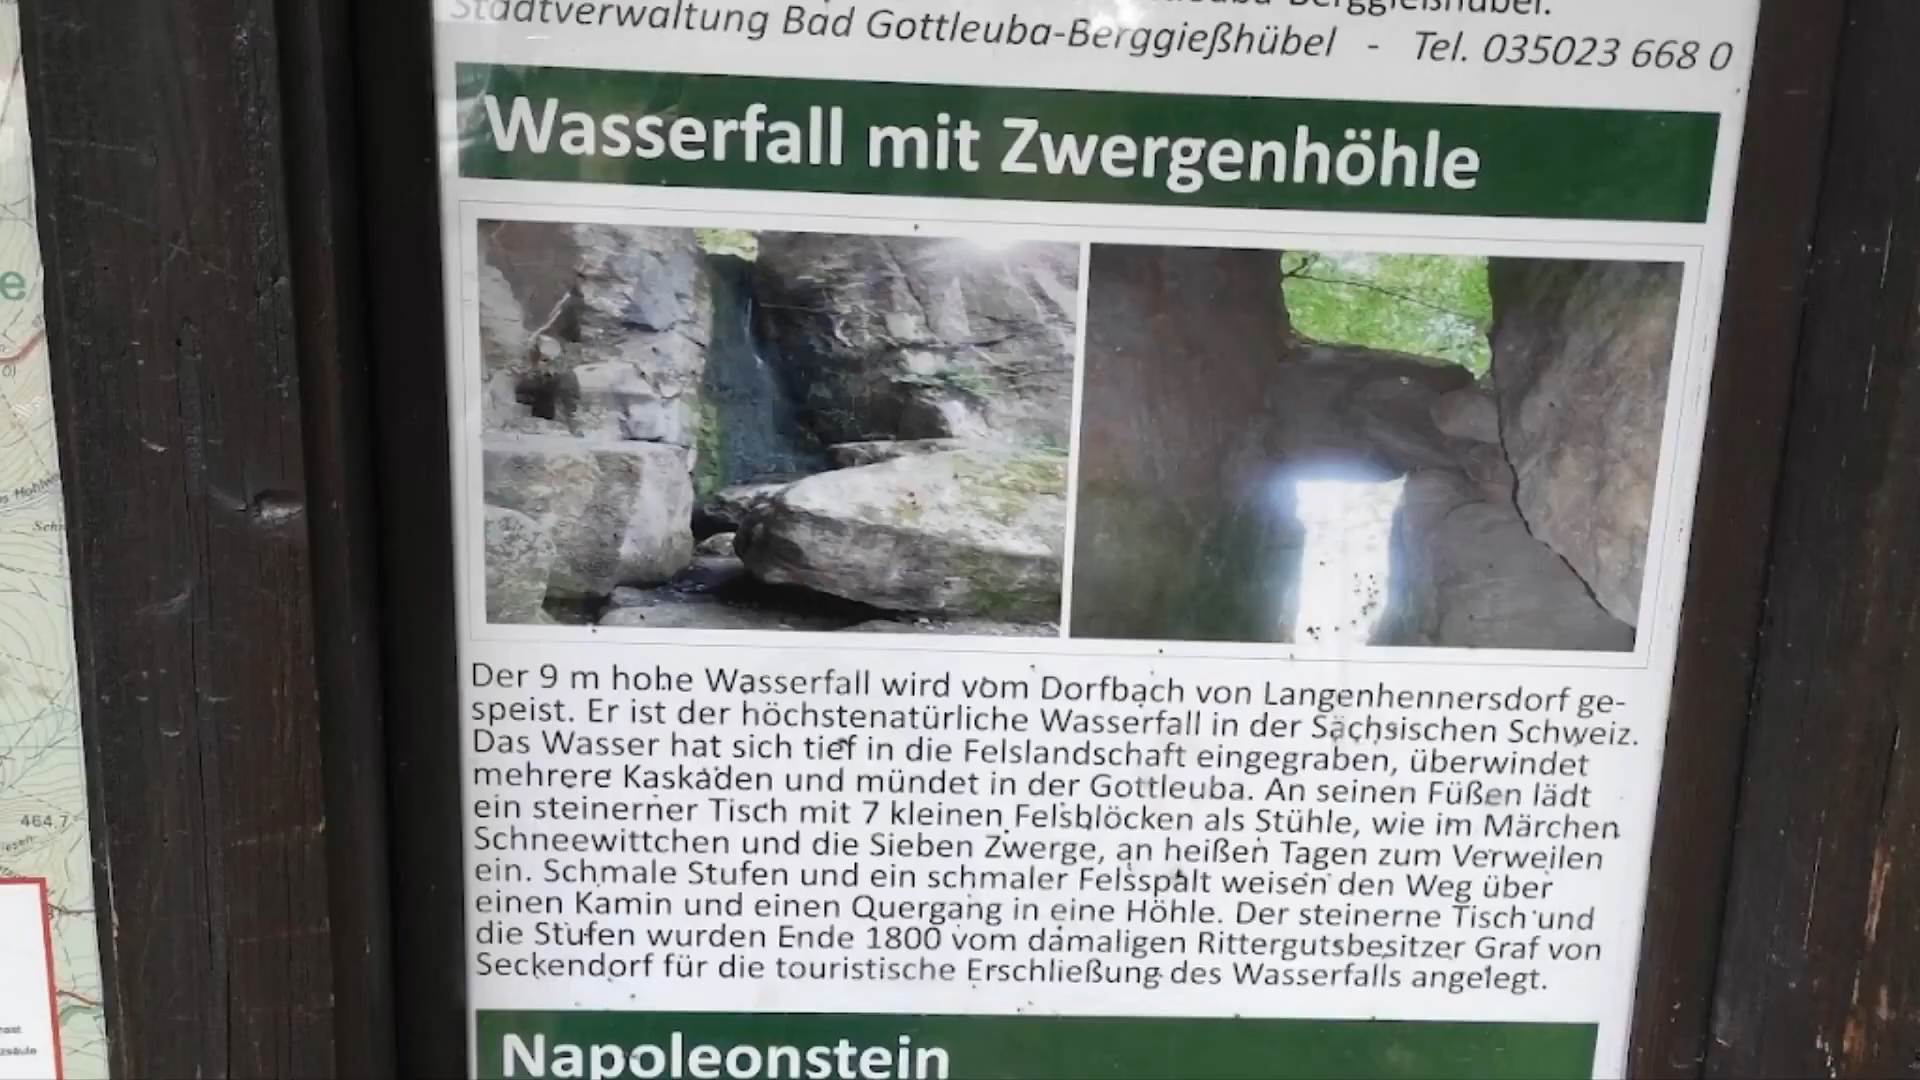 Stadtverwaltung Bad Gottleuba-Berggießhübel - Tel. 035023 668 0
Wasserfall mit Zwergenhöhle
Der 9 m hohe Wasserfall wird vom Dorfbach von Langenhennersdorf ge-
speist. Er ist der höchstenatürliche Wasserfall in der Sächsischen Schweiz.
Das Wasser hat sich tief in die Felslandschaft eingegraben, überwindet
mehrere Kaskaden und mündet in der Gottleuba. An seinen Füßen lädt
ein steinerner Tisch mit 7 kleinen Felsblöcken als Stühle, wie im Märchen
Schneewittchen und die Sieben Zwerge, an heißen Tagen zum Verweilen
ein. Schmale Stufen und ein schmaler Felsspalt weisen den Weg über
einen Kamin und einen Quergang in eine Höhle. Der steinerne Tisch und
die Stufen wurden Ende 1800 vom damaligen Rittergutsbesitzer Graf von
Seckendorf für die touristische Erschließung des Wasserfalls angelegt.
Napoleonstein
464.7